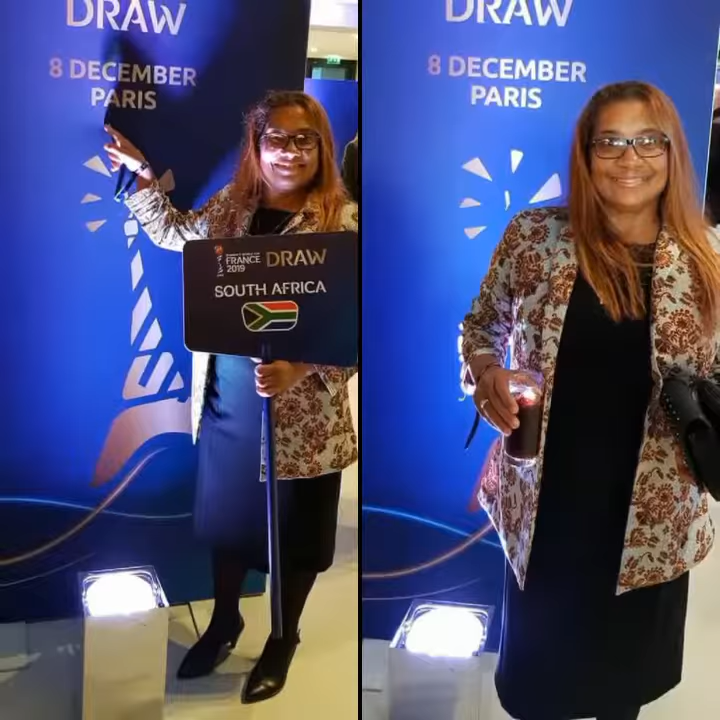 DRAW
8 DECEMBER
PARIS
FRANCE
2019
DRAW
SOUTH AFRICA
DRAW
8 DECEMBER
PARIS